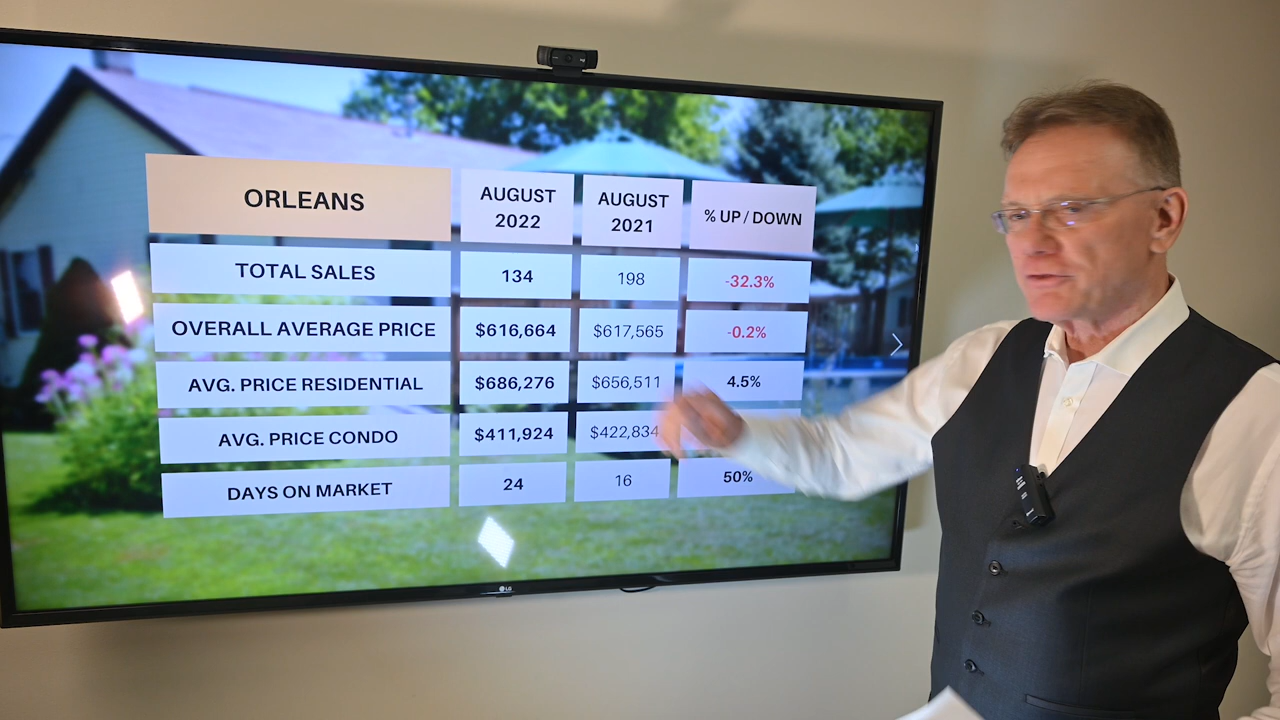 ORLEANS
AUGUST 2022
AUGUST 2021
% UP / DOWN
TOTAL SALES 134 198 -32.3%
OVERALL AVERAGE PRICE $616,664 $617,565 -0.2%
AVG. PRICE RESIDENTIAL $686,276 $656,511 4.5%
AVG. PRICE CONDO $411,924 $422,834
DAYS ON MARKET 24 16 50%
LG